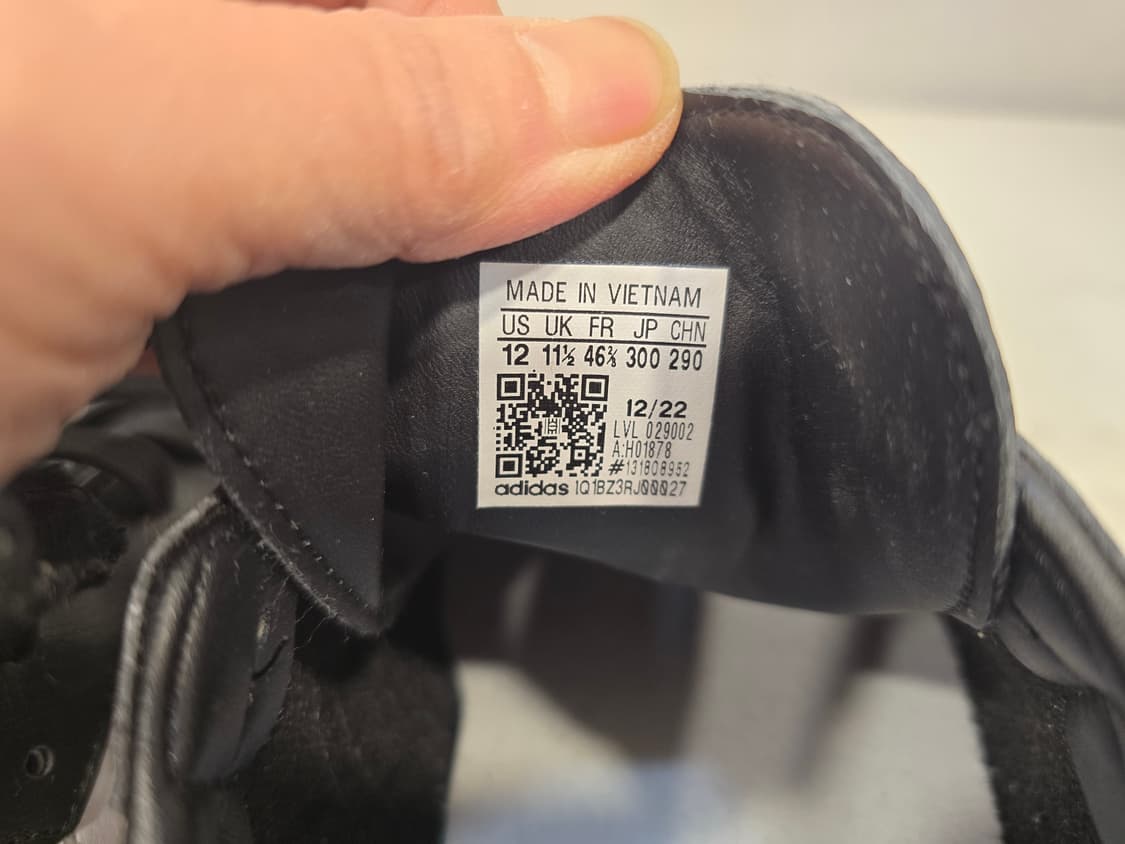 MADE IN VIETNAM
US UK FR JP CHN
12 11½ 46⅔ 300 290
12/22
LVL 029002
A:H01878
#131808952
adidas 1Q1BZ3RJ00027